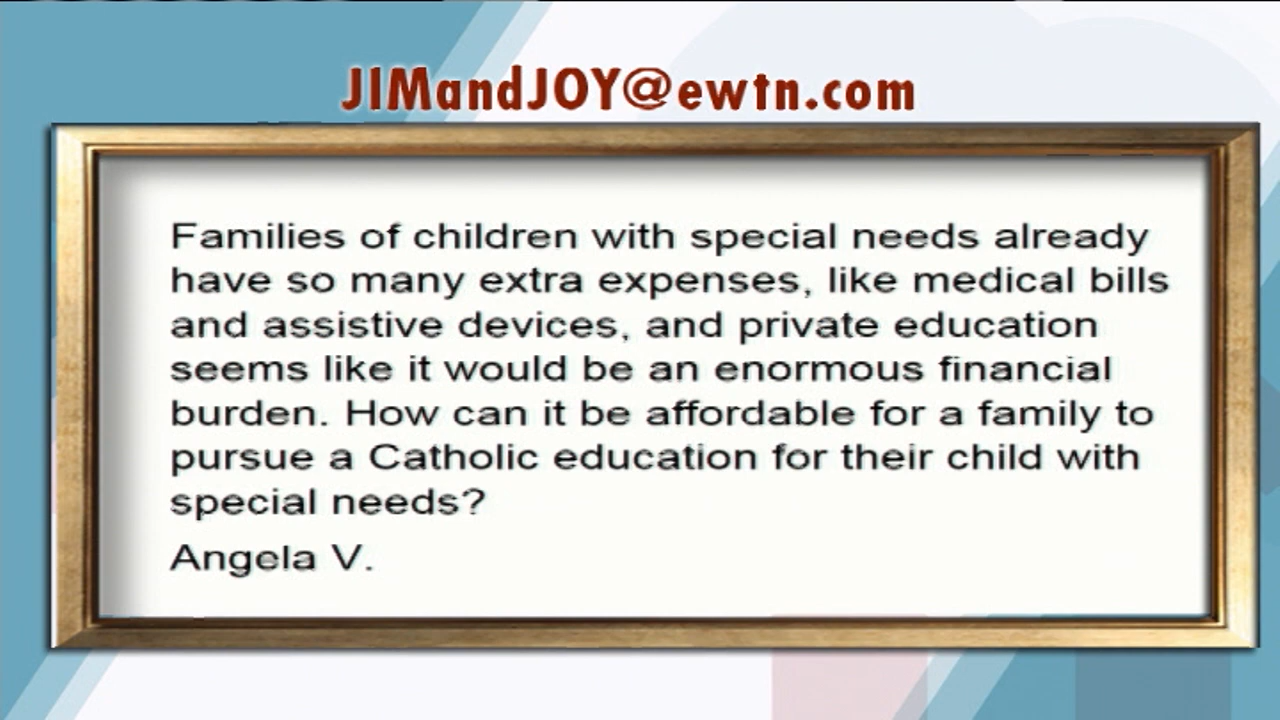 JIMandJOY@ewtn.com
Families of children with special needs already
have so many extra expenses, like medical bills
and assistive devices, and private education
seems like it would be an enormous financial
burden. How can it be affordable for a family to
pursue a Catholic education for their child with
special needs?
Angela V.